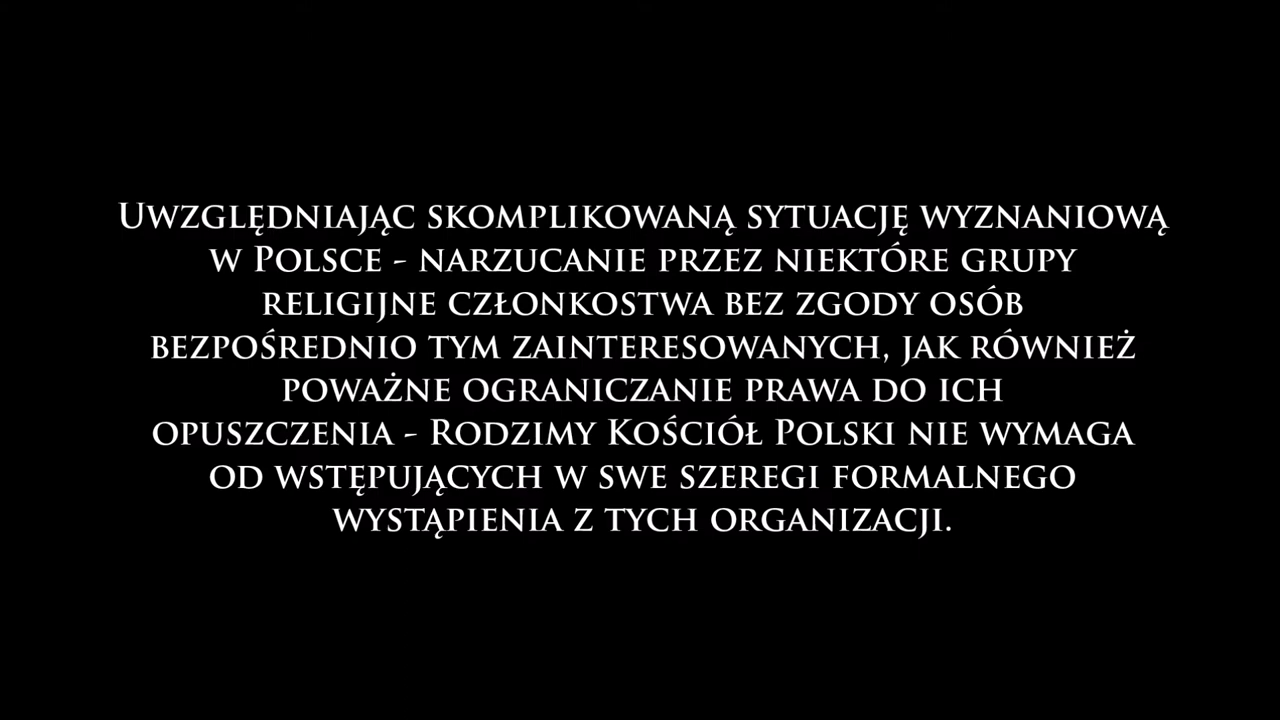 Uwzględniając skomplikowaną sytuację wyznaniową
w Polsce - narzucanie przez niektóre grupy
religijne członkostwa bez zgody osób
bezpośrednio tym zainteresowanych, jak również
poważne ograniczanie prawa do ich
opuszczenia - Rodzimy Kościół Polski nie wymaga
od wstępujących w swe szeregi formalnego
wystąpienia z tych organizacji.